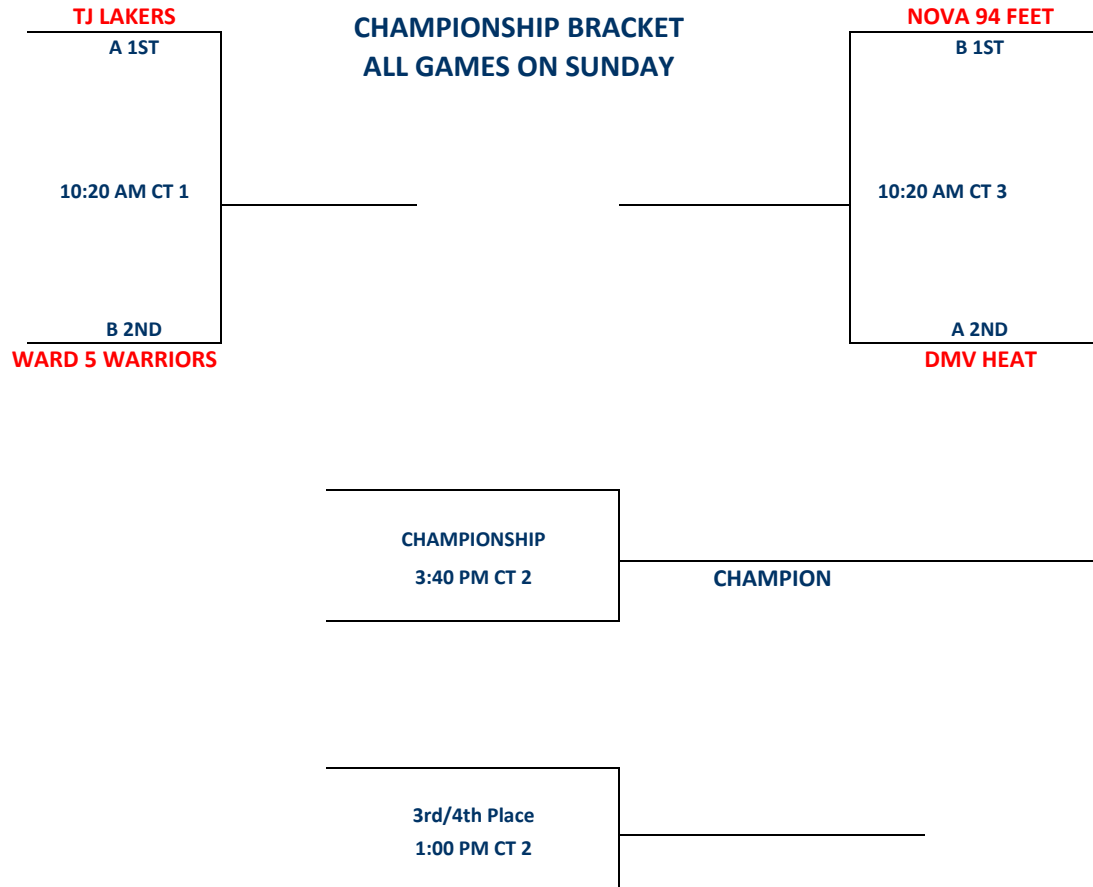 TJ LAKERS
A 1ST
CHAMPIONSHIP BRACKET
ALL GAMES ON SUNDAY
NOVA 94 FEET
B 1ST
10:20 AM CT 1
10:20 AM CT 3
B 2ND
WARD 5 WARRIORS
A 2ND
DMV HEAT
CHAMPIONSHIP
3:40 PM CT 2
CHAMPION
3rd/4th Place
1:00 PM CT 2